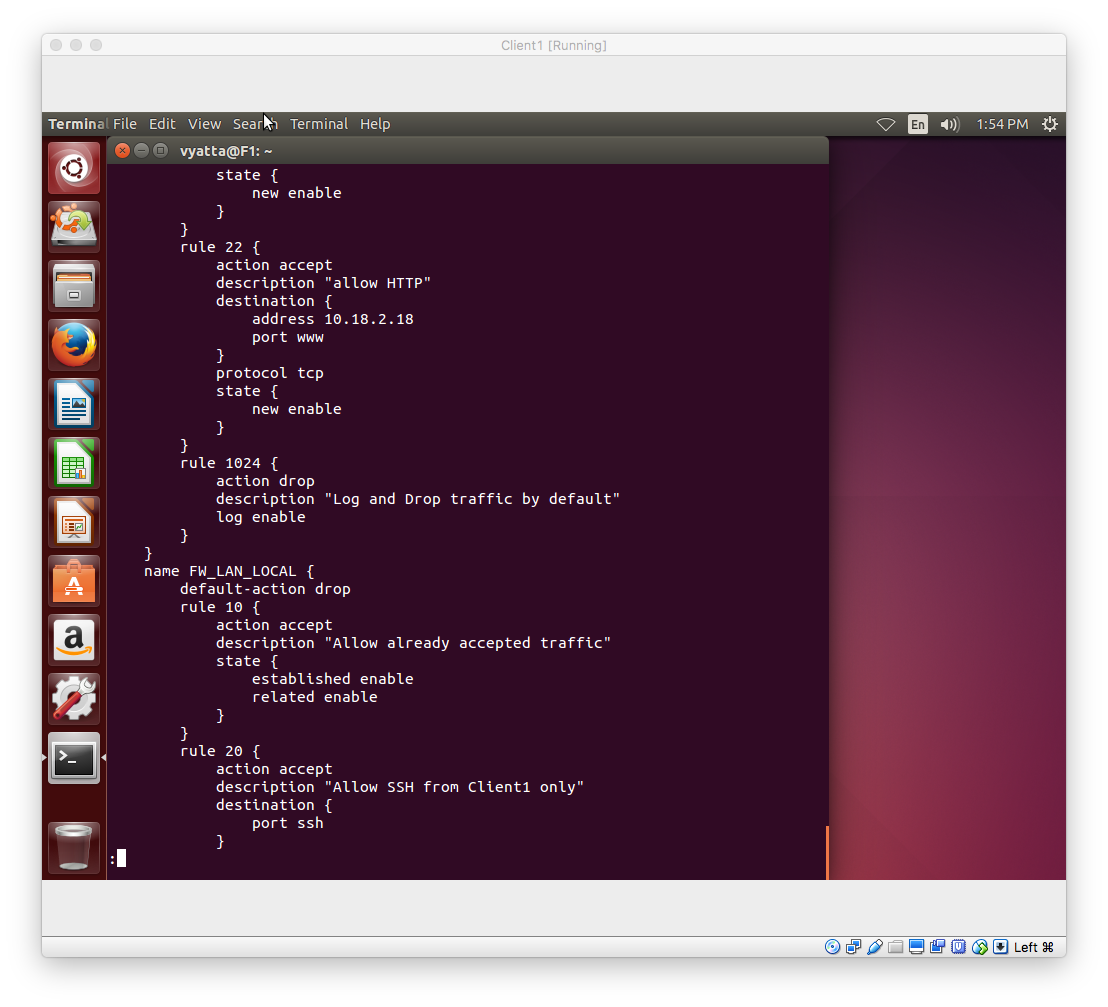 Client1 [Running]
Terminal File Edit View Search Terminal Help En 1:54 PM
vyatta@F1: ~
state {
new enable
}
}
rule 22 {
action accept
description "allow HTTP"
destination {
address 10.18.2.18
port www
}
protocol tcp
state {
new enable
}
}
rule 1024 {
action drop
description "Log and Drop traffic by default"
log enable
}
}
name FW_LAN_LOCAL {
default-action drop
rule 10 {
action accept
description "Allow already accepted traffic"
state {
established enable
related enable
}
}
rule 20 {
action accept
description "Allow SSH from Client1 only"
destination {
port ssh
}
:
Left ⌘